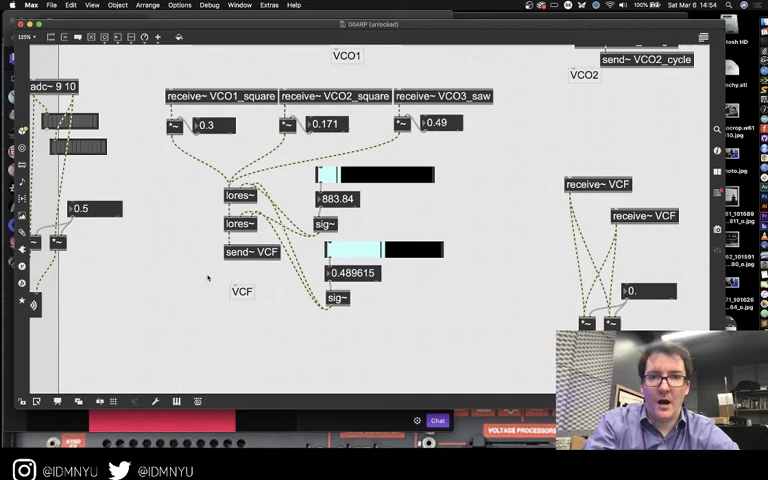 Max File Edit View Object Arrange Options Debug Window Extras Help
100% Sat Mar 6 14:54
00ARP (unlocked)
125%
VCO1
send~ VCO2_cycle
VCO2
adc~ 9 10
receive~ VCO1_square
receive~ VCO2_square
receive~ VCO3_saw
*~
0.3
*~
0.171
*~
0.49
0.5
*~
lores~
883.84
lores~
sig~
send~ VCF
0.489615
VCF
sig~
receive~ VCF
receive~ VCF
0.
*~
*~
Chat
VOLTAGE PROCESSORS
@IDMNYU
@IDMNYU